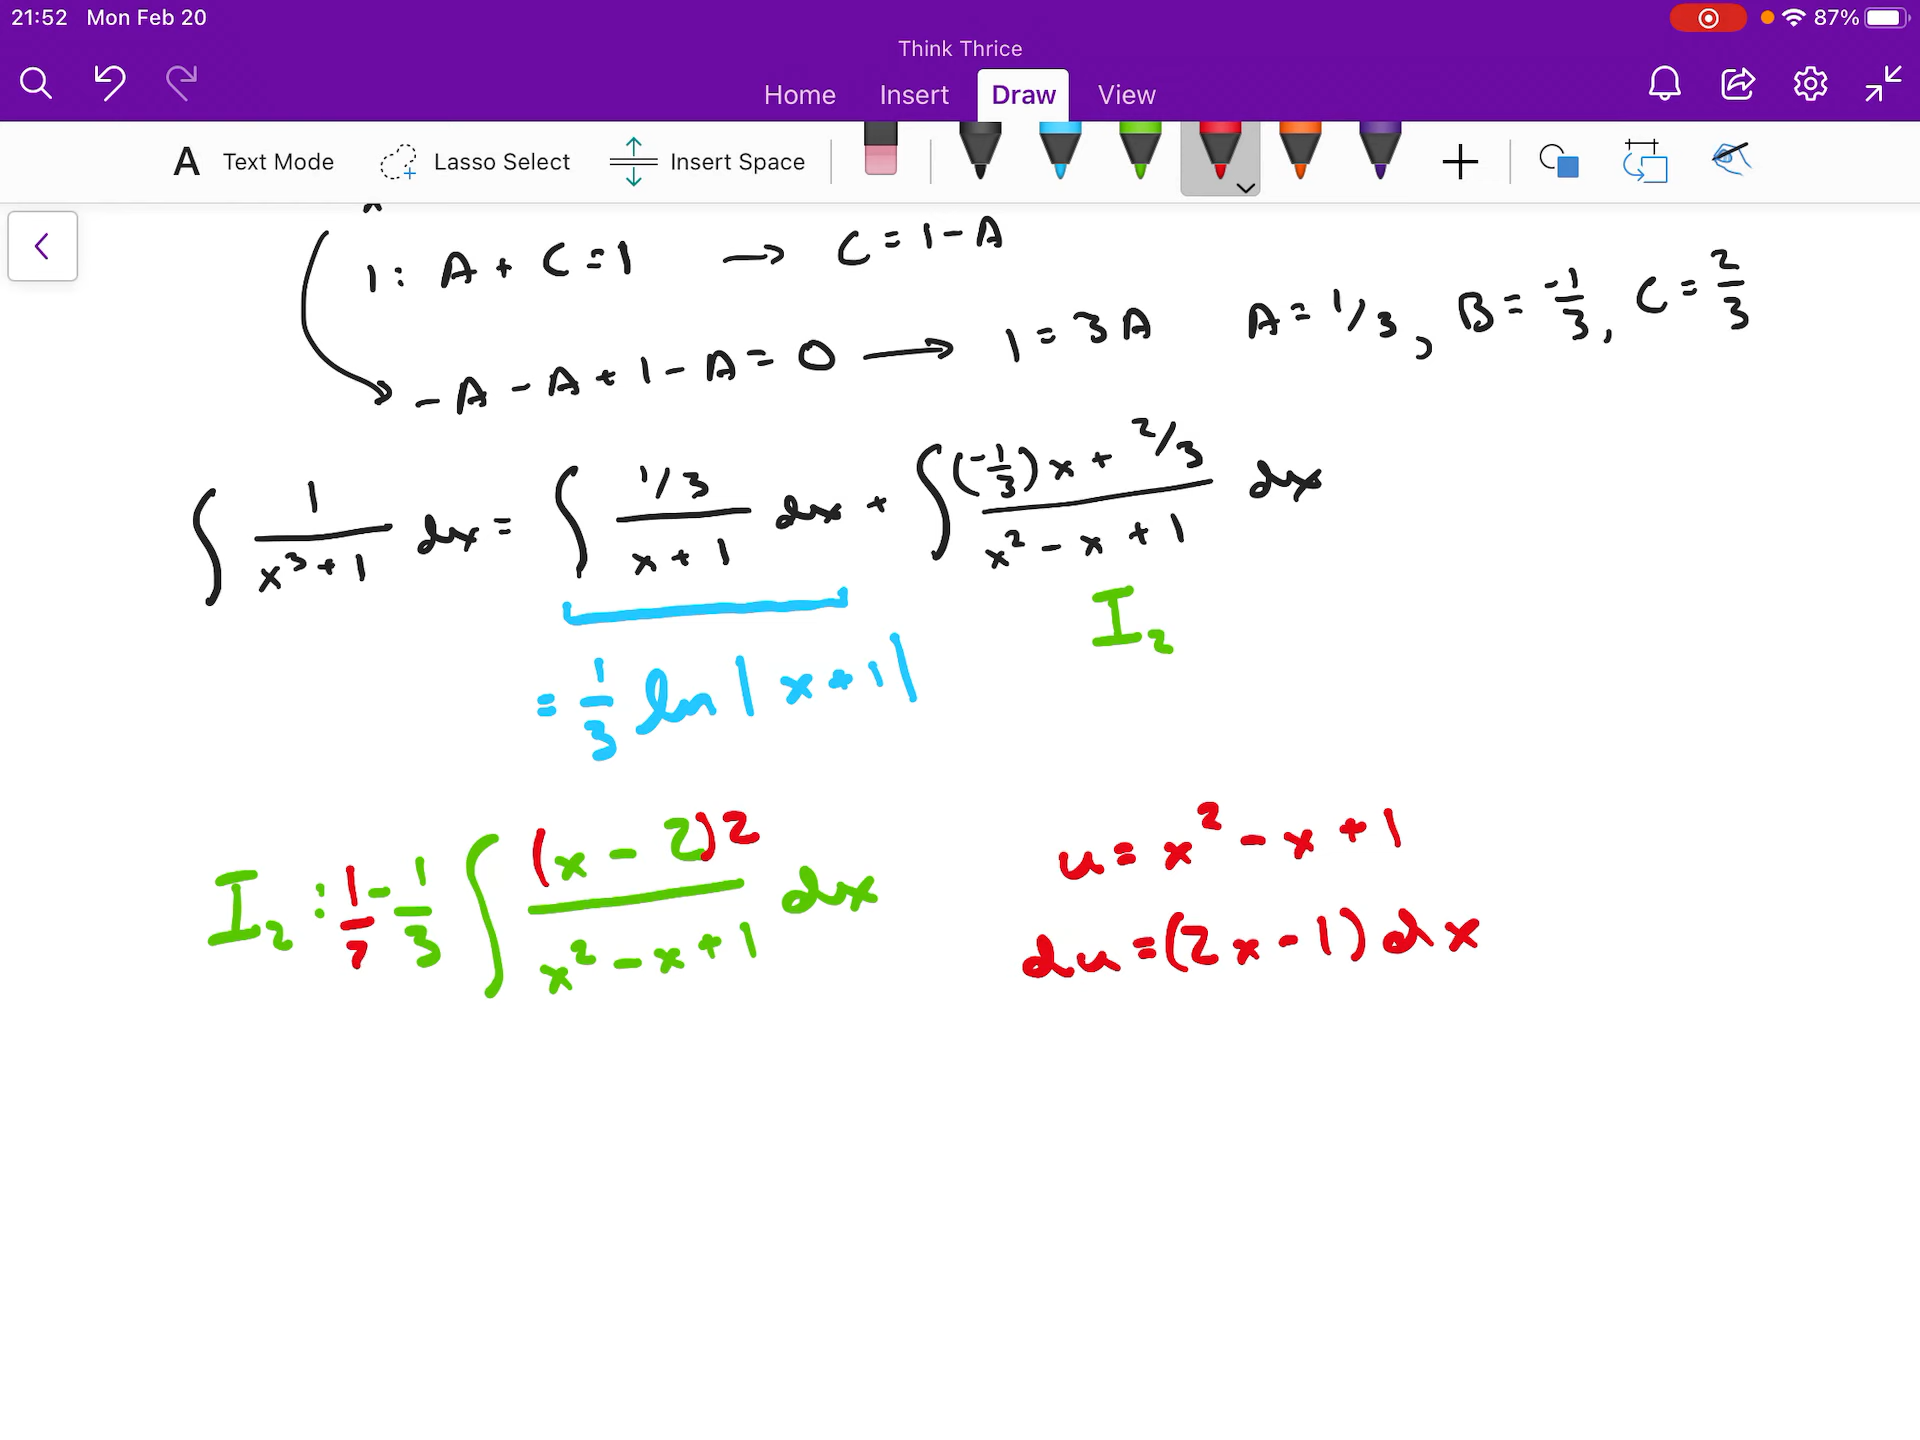 21:52 Mon Feb 20 87%
Think Thrice
Home Insert Draw View
A Text Mode Lasso Select Insert Space
1: A + C = 1 → C = 1 - A
-A - A + 1 - A = 0 → 1 = 3A A = 1/3, B = -1/3, C = 2/3
∫ 1/(x³+1) dx = ∫ (1/3)/(x+1) dx + ∫ ((-1/3)x + 2/3)/(x² - x + 1) dx
I₂
= 1/3 ln|x+1|
I₂ : 1/2 - 1/3 ∫ (x - 2)2/(x² - x + 1) dx
u = x² - x + 1
du = (2x - 1) dx